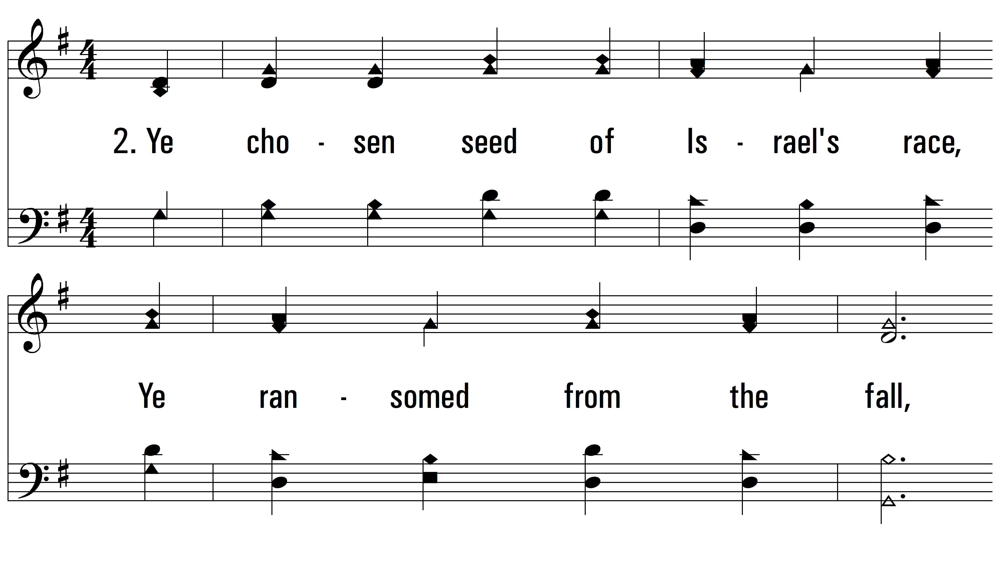 2. Ye cho - sen seed of Is - rael's race,
Ye ran - somed from the fall,